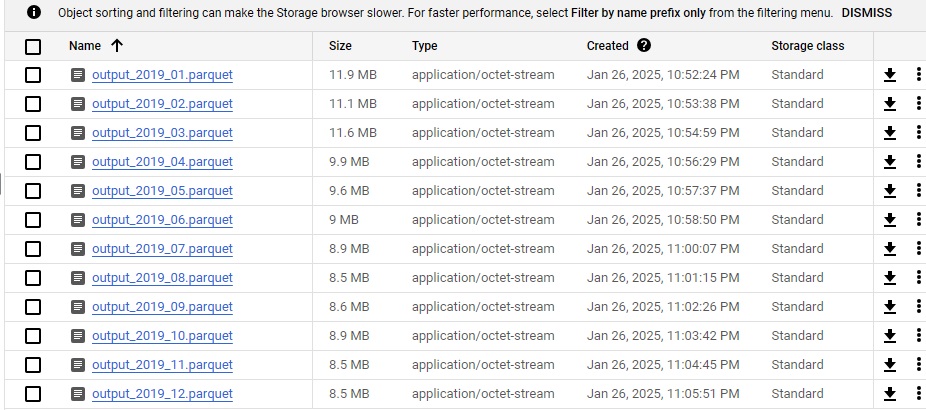 Object sorting and filtering can make the Storage browser slower. For faster performance, select Filter by name prefix only from the filtering menu. DISMISS
Name Size Type Created Storage class
output_2019_01.parquet 11.9 MB application/octet-stream Jan 26, 2025, 10:52:24 PM Standard
output_2019_02.parquet 11.1 MB application/octet-stream Jan 26, 2025, 10:53:38 PM Standard
output_2019_03.parquet 11.6 MB application/octet-stream Jan 26, 2025, 10:54:59 PM Standard
output_2019_04.parquet 9.9 MB application/octet-stream Jan 26, 2025, 10:56:29 PM Standard
output_2019_05.parquet 9.6 MB application/octet-stream Jan 26, 2025, 10:57:37 PM Standard
output_2019_06.parquet 9 MB application/octet-stream Jan 26, 2025, 10:58:50 PM Standard
output_2019_07.parquet 8.9 MB application/octet-stream Jan 26, 2025, 11:00:07 PM Standard
output_2019_08.parquet 8.5 MB application/octet-stream Jan 26, 2025, 11:01:15 PM Standard
output_2019_09.parquet 8.6 MB application/octet-stream Jan 26, 2025, 11:02:26 PM Standard
output_2019_10.parquet 8.9 MB application/octet-stream Jan 26, 2025, 11:03:42 PM Standard
output_2019_11.parquet 8.5 MB application/octet-stream Jan 26, 2025, 11:04:45 PM Standard
output_2019_12.parquet 8.5 MB application/octet-stream Jan 26, 2025, 11:05:51 PM Standard